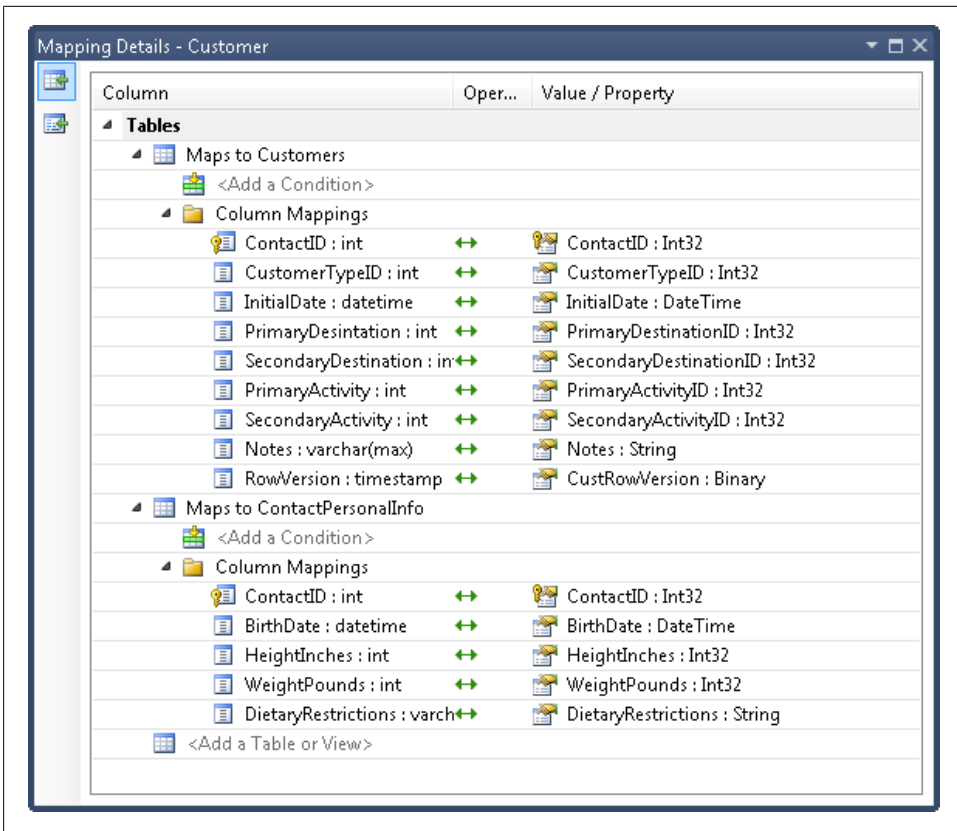 Mapping Details - Customer
Column Oper... Value / Property
Tables
Maps to Customers
<Add a Condition>
Column Mappings
ContactID : int ContactID : Int32
CustomerTypeID : int CustomerTypeID : Int32
InitialDate : datetime InitialDate : DateTime
PrimaryDesintation : int PrimaryDestinationID : Int32
SecondaryDestination : in SecondaryDestinationID : Int32
PrimaryActivity : int PrimaryActivityID : Int32
SecondaryActivity : int SecondaryActivityID : Int32
Notes : varchar(max) Notes : String
RowVersion : timestamp CustRowVersion : Binary
Maps to ContactPersonalInfo
<Add a Condition>
Column Mappings
ContactID : int ContactID : Int32
BirthDate : datetime BirthDate : DateTime
HeightInches : int HeightInches : Int32
WeightPounds : int WeightPounds : Int32
DietaryRestrictions : varch DietaryRestrictions : String
<Add a Table or View>